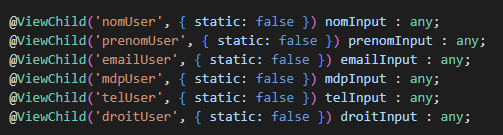 @ViewChild('nomUser', { static: false }) nomInput : any;
@ViewChild('prenomUser', { static: false }) prenomInput : any;
@ViewChild('emailUser', { static: false }) emailInput : any;
@ViewChild('mdpUser', { static: false }) mdpInput : any;
@ViewChild('telUser', { static: false }) telInput : any;
@ViewChild('droitUser', { static: false }) droitInput : any;